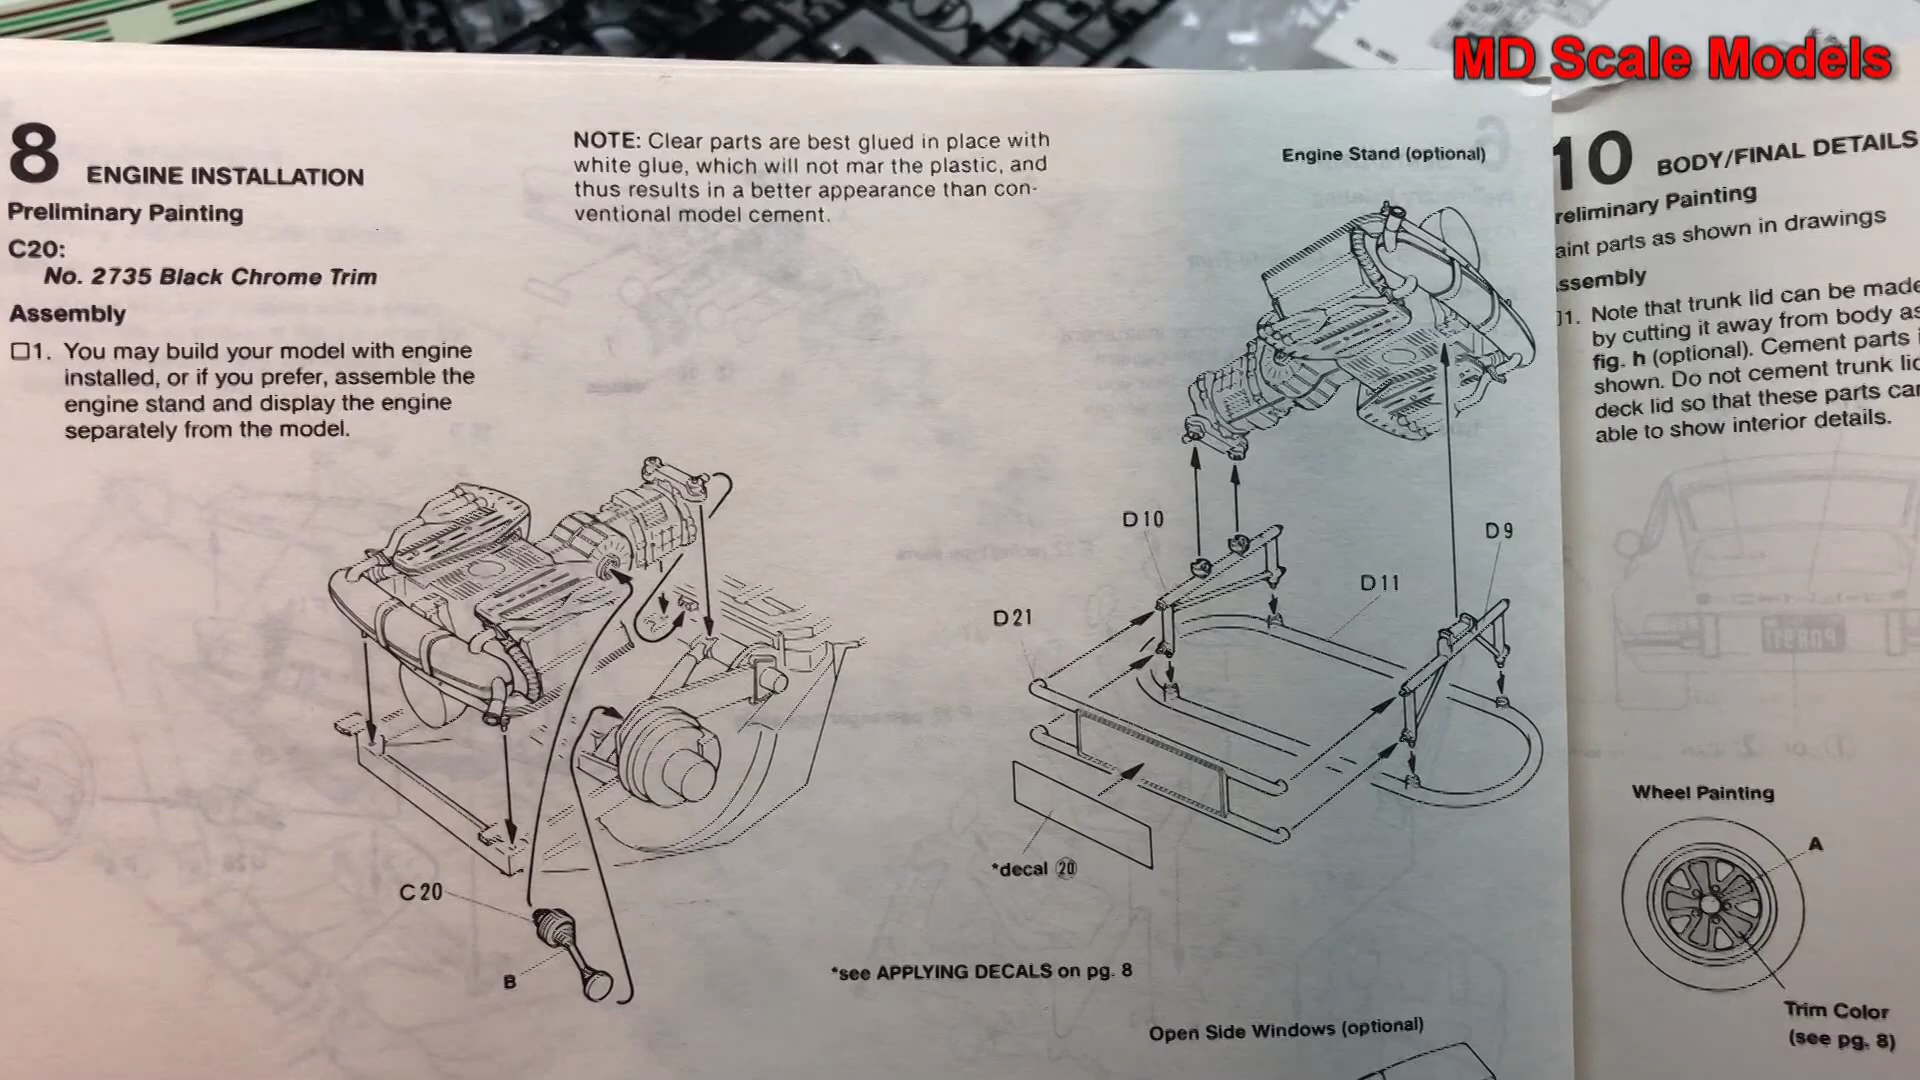 MD Scale Models
8 ENGINE INSTALLATION
Preliminary Painting
C20:
No. 2735 Black Chrome Trim
Assembly
1. You may build your model with engine
installed, or if you prefer, assemble the
engine stand and display the engine
separately from the model.
NOTE: Clear parts are best glued in place with
white glue, which will not mar the plastic, and
thus results in a better appearance than con-
ventional model cement.
C20
B
Engine Stand (optional)
D10
D9
D11
D21
*decal 20
*see APPLYING DECALS on pg. 8
Open Side Windows (optional)
10 BODY/FINAL DETAILS
reliminary Painting
aint parts as shown in drawings
ssembly
1. Note that trunk lid can be made
by cutting it away from body as
fig. h (optional). Cement parts
shown. Do not cement trunk lid
deck lid so that these parts can
able to show interior details.
Wheel Painting
A
Trim Color
(see pg. 8)